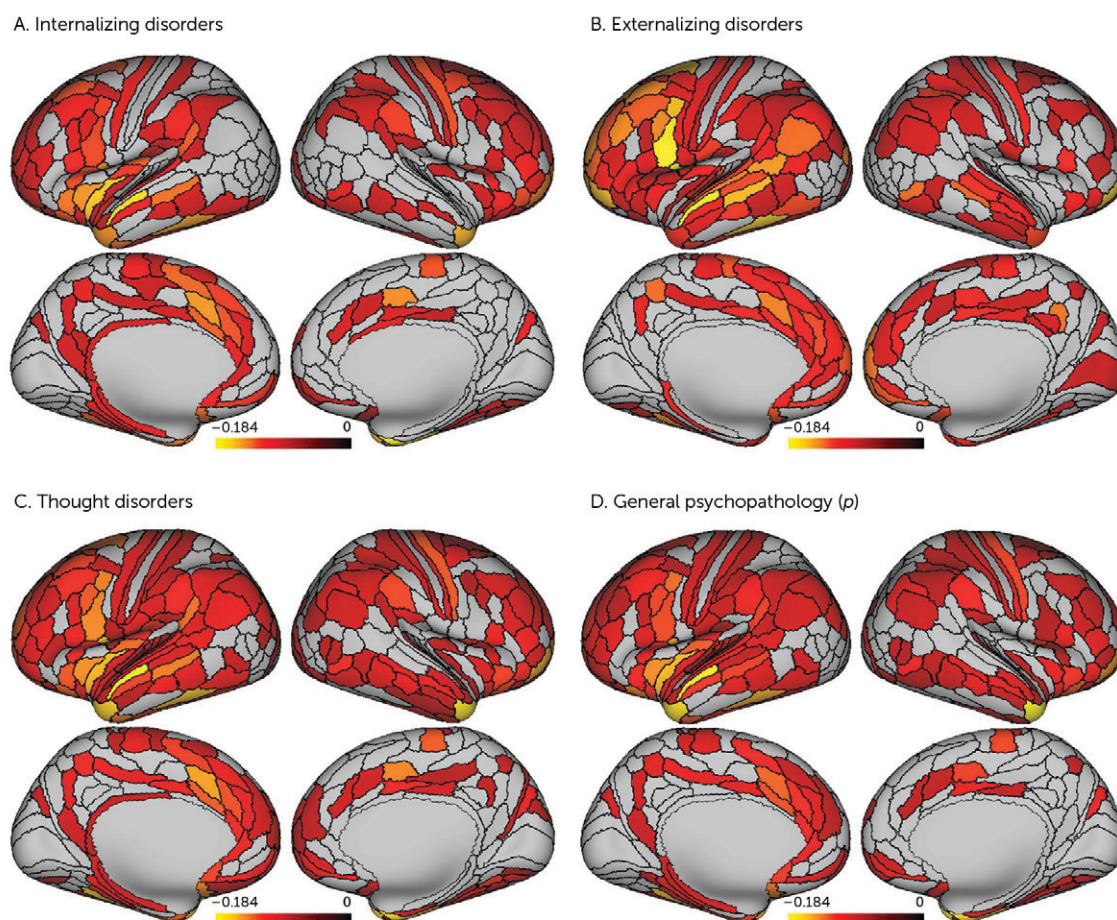 A. Internalizing disorders
B. Externalizing disorders
−0.184 0
−0.184 0
C. Thought disorders
D. General psychopathology (p)
−0.184 0
−0.184 0